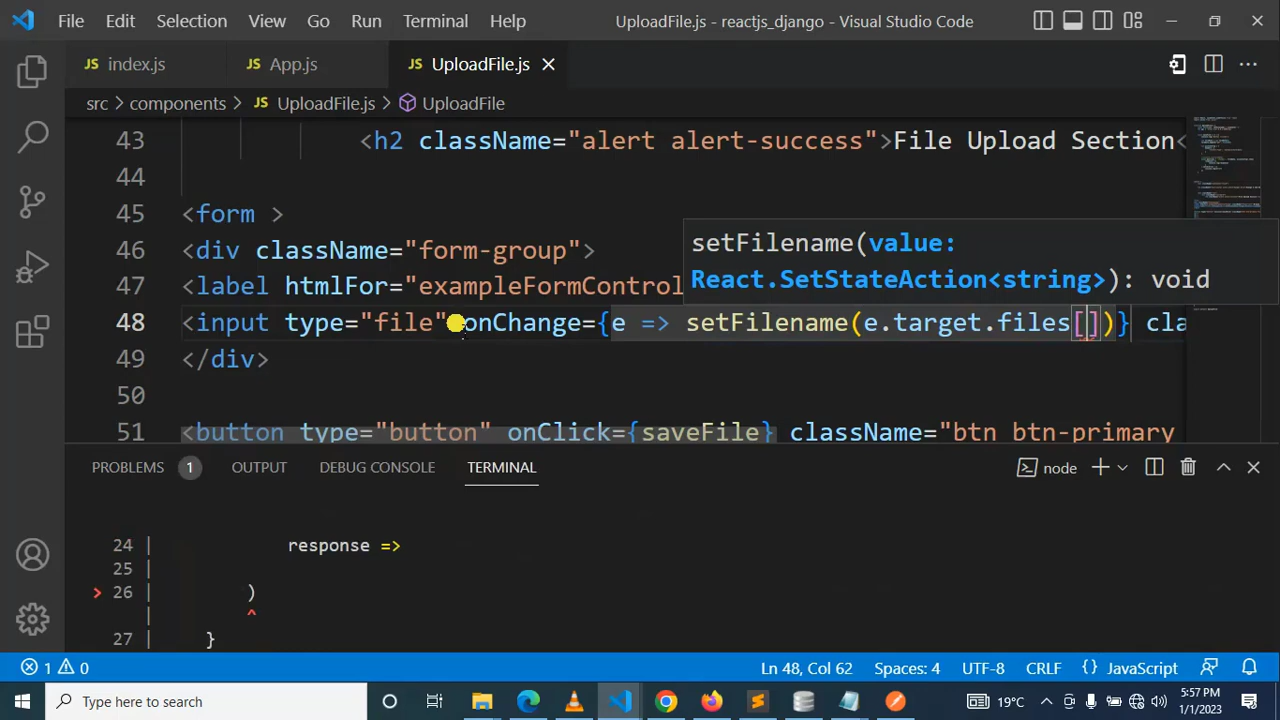 File Edit Selection View Go Run Terminal Help UploadFile.js - reactjs_django - Visual Studio Code
JS index.js JS App.js JS UploadFile.js
src > components > JS UploadFile.js > UploadFile
43 <h2 className="alert alert-success">File Upload Section<
44
45 <form >
46 <div className="form-group">
setFilename(value:
React.SetStateAction<string>): void
47 <label htmlFor="exampleFormControl
48 <input type="file" onChange={e => setFilename(e.target.files[])} cla
49 </div>
50
51 <button type="button" onClick={saveFile} className="btn btn-primary
PROBLEMS 1 OUTPUT DEBUG CONSOLE TERMINAL node
24 | response =>
25 |
> 26 | )
| ^
27 | }
1 0 Ln 48, Col 62 Spaces: 4 UTF-8 CRLF {} JavaScript
Type here to search 19°C 5:57 PM
1/1/2023